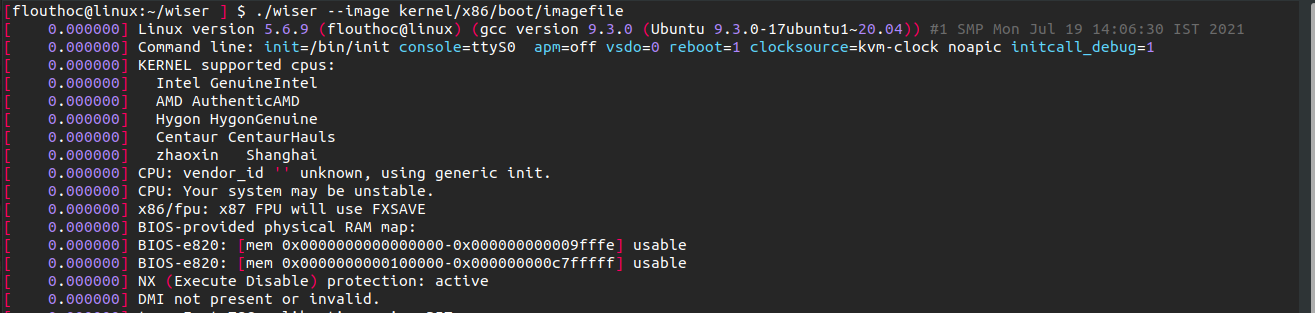 [flouthoc@linux:~/wiser ] $ ./wiser --image kernel/x86/boot/imagefile
[    0.000000] Linux version 5.6.9 (flouthoc@linux) (gcc version 9.3.0 (Ubuntu 9.3.0-17ubuntu1~20.04)) #1 SMP Mon Jul 19 14:06:30 IST 2021
[    0.000000] Command line: init=/bin/init console=ttyS0  apm=off vsdo=0 reboot=1 clocksource=kvm-clock noapic initcall_debug=1
[    0.000000] KERNEL supported cpus:
[    0.000000]   Intel GenuineIntel
[    0.000000]   AMD AuthenticAMD
[    0.000000]   Hygon HygonGenuine
[    0.000000]   Centaur CentaurHauls
[    0.000000]   zhaoxin   Shanghai
[    0.000000] CPU: vendor_id '' unknown, using generic init.
[    0.000000] CPU: Your system may be unstable.
[    0.000000] x86/fpu: x87 FPU will use FXSAVE
[    0.000000] BIOS-provided physical RAM map:
[    0.000000] BIOS-e820: [mem 0x0000000000000000-0x000000000009fffe] usable
[    0.000000] BIOS-e820: [mem 0x0000000000100000-0x000000000c7fffff] usable
[    0.000000] NX (Execute Disable) protection: active
[    0.000000] DMI not present or invalid.